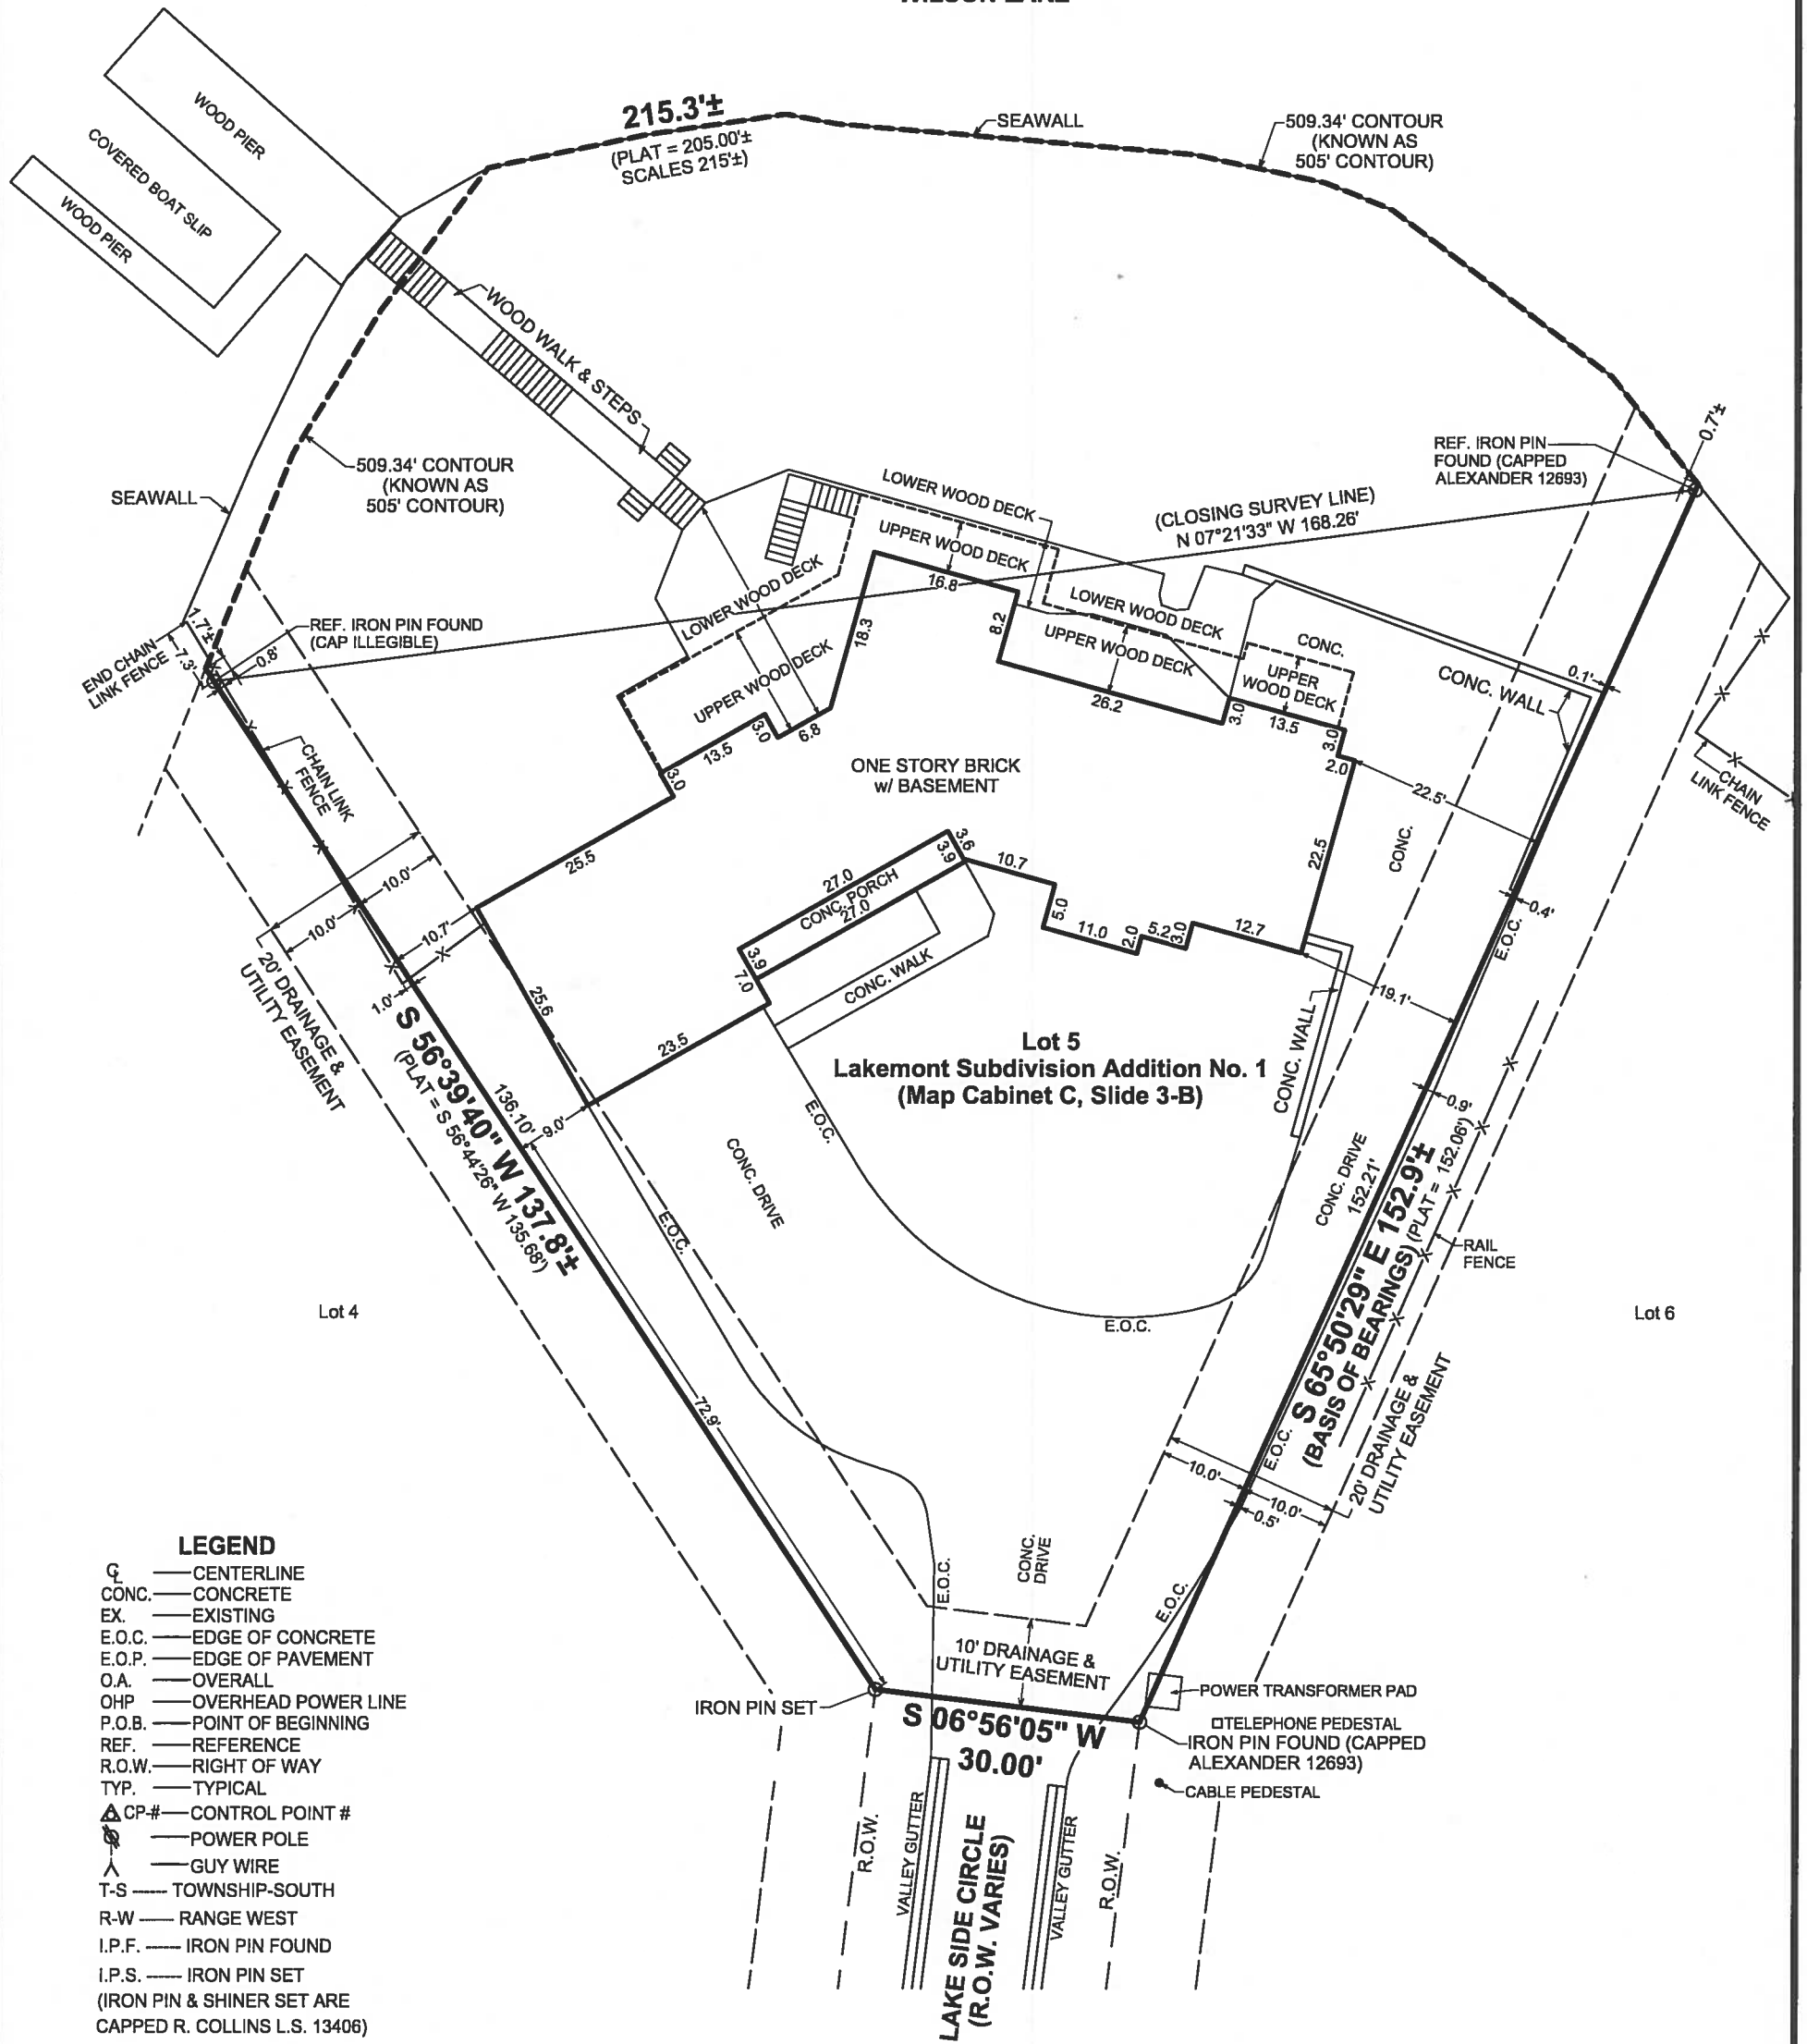 WILSON LAKE
WOOD PIER
COVERED BOAT SLIP
WOOD PIER
215.3'±
(PLAT = 205.00'±
SCALES 215'±)
SEAWALL
509.34' CONTOUR
(KNOWN AS
505' CONTOUR)
WOOD WALK & STEPS
509.34' CONTOUR
(KNOWN AS
505' CONTOUR)
SEAWALL
REF. IRON PIN
FOUND (CAPPED
ALEXANDER 12693)
0.7'±
(CLOSING SURVEY LINE)
N 07°21'33" W 168.26'
LOWER WOOD DECK
UPPER WOOD DECK
LOWER WOOD DECK
UPPER WOOD DECK
LOWER WOOD DECK
UPPER WOOD DECK
CONC.
UPPER
WOOD DECK
CONC. WALL
0.1'
CHAIN
LINK FENCE
REF. IRON PIN FOUND
(CAP ILLEGIBLE)
END CHAIN
LINK FENCE
1.7'±
7.3'
0.8'
CHAIN LINK
FENCE
16.8
18.3
8.2
26.2
3.0
13.5
3.0
2.0
22.5'
22.5
CONC.
6.8
3.0
13.5
3.0
25.5
ONE STORY BRICK
w/ BASEMENT
3.6
3.9
27.0
CONC. PORCH
27.0
3.9
7.0
CONC. WALK
10.7
5.0
11.0
2.0
5.2
3.0
12.7
19.1'
0.4'
E.O.C.
10.0'
10.0'
10.7'
1.0'
20' DRAINAGE &
UTILITY EASEMENT
25.6
23.5
9.0'
Lot 5
Lakemont Subdivision Addition No. 1
(Map Cabinet C, Slide 3-B)
CONC. WALL
0.9'
136.10'
S 56°39'40" W 137.8'±
(PLAT = S 56°44'26" W 135.68')
CONC. DRIVE
E.O.C.
E.O.C.
E.O.C.
CONC. DRIVE
152.21'
S 65°50'29" E 152.9'±
(BASIS OF BEARINGS) (PLAT = 152.06')
RAIL
FENCE
Lot 4
Lot 6
72.9'
E.O.C.
10.0'
10.0'
0.5'
20' DRAINAGE &
UTILITY EASEMENT
CONC.
DRIVE
E.O.C.
E.O.C.
10' DRAINAGE &
UTILITY EASEMENT
IRON PIN SET
S 06°56'05" W
30.00'
POWER TRANSFORMER PAD
TELEPHONE PEDESTAL
IRON PIN FOUND (CAPPED
ALEXANDER 12693)
CABLE PEDESTAL
R.O.W.
VALLEY GUTTER
LAKE SIDE CIRCLE
(R.O.W. VARIES)
VALLEY GUTTER
R.O.W.
LEGEND
CL CENTERLINE
CONC. CONCRETE
EX. EXISTING
E.O.C. EDGE OF CONCRETE
E.O.P. EDGE OF PAVEMENT
O.A. OVERALL
OHP OVERHEAD POWER LINE
P.O.B. POINT OF BEGINNING
REF. REFERENCE
R.O.W. RIGHT OF WAY
TYP. TYPICAL
CP-# CONTROL POINT #
POWER POLE
GUY WIRE
T-S ------ TOWNSHIP-SOUTH
R-W ------ RANGE WEST
I.P.F. ------ IRON PIN FOUND
I.P.S. ------ IRON PIN SET
(IRON PIN & SHINER SET ARE
CAPPED R. COLLINS L.S. 13406)